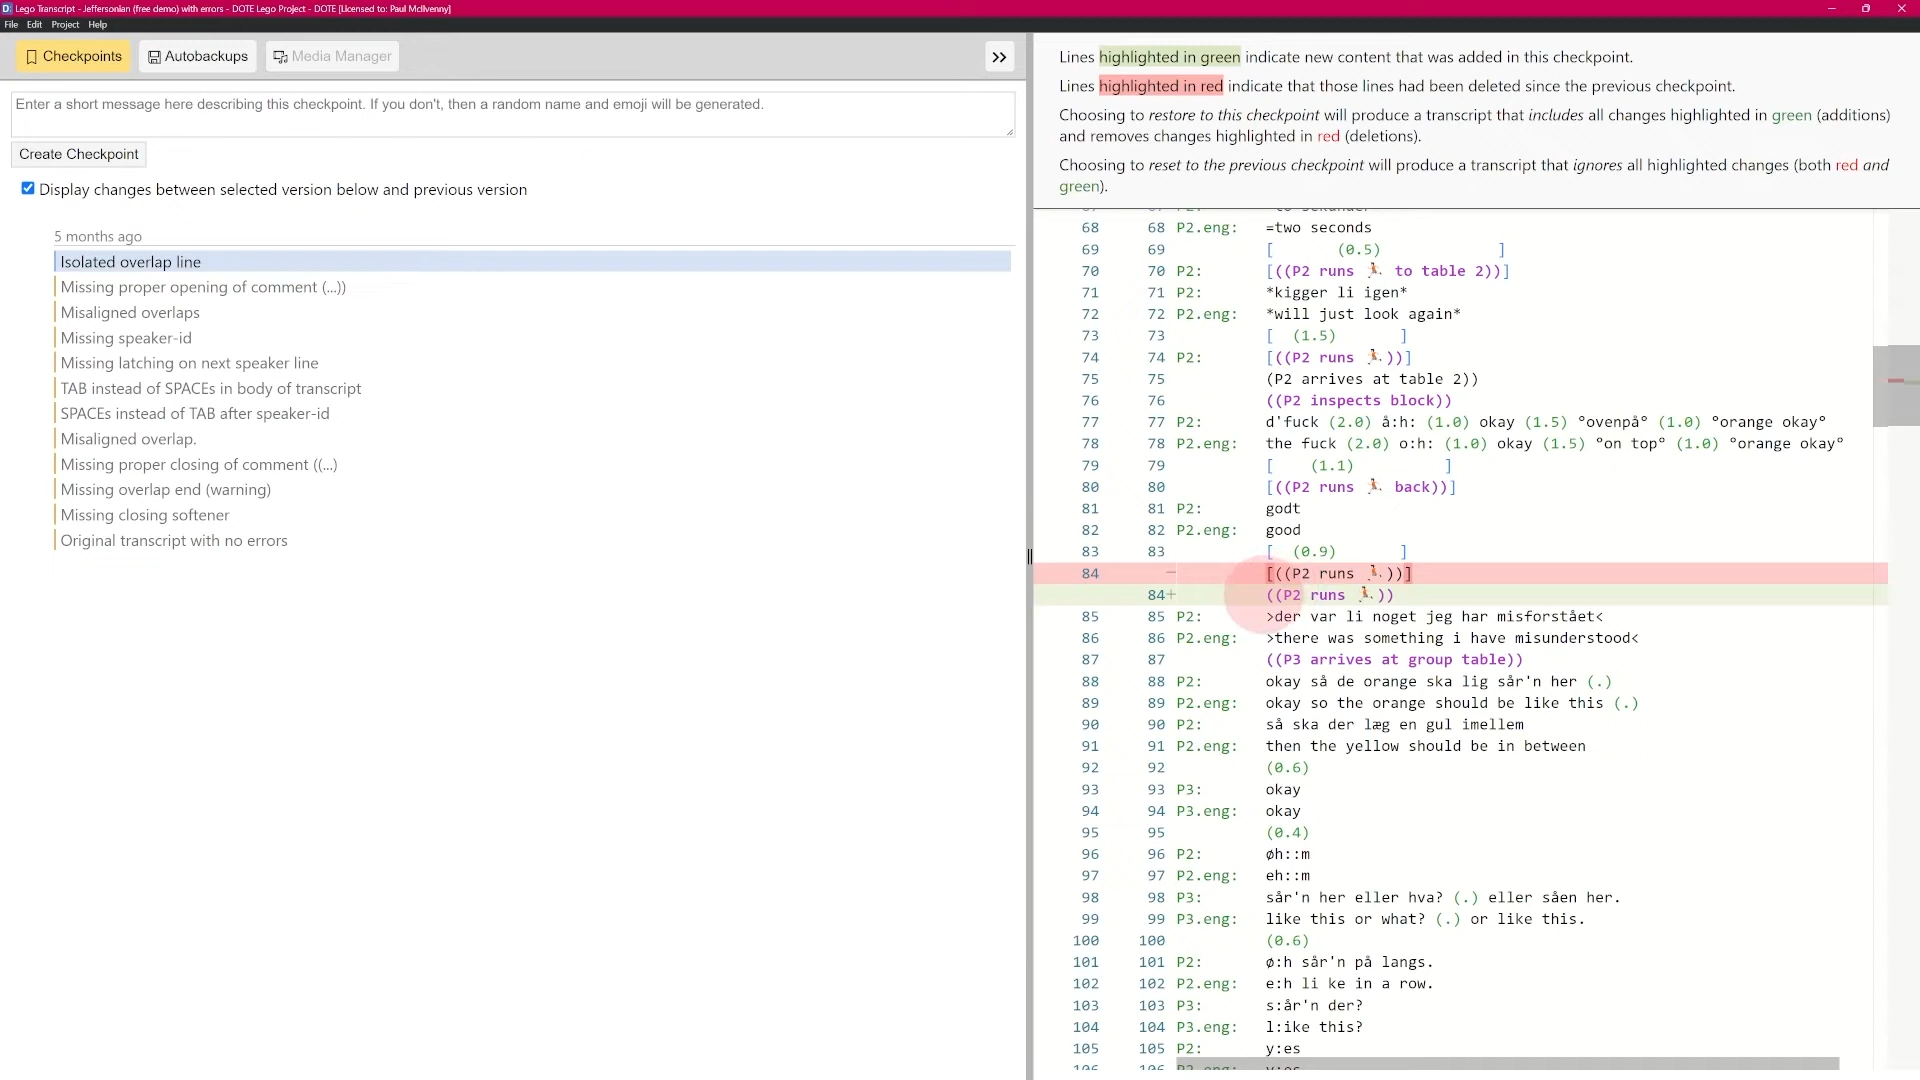 Lego Transcript - Jeffersonian (free demo) with errors - DOTE Lego Project - DOTE [Licensed to: Paul McIlvenny]
File Edit Project Help
Checkpoints Autobackups Media Manager
Enter a short message here describing this checkpoint. If you don't, then a random name and emoji will be generated.
Create Checkpoint
Display changes between selected version below and previous version
5 months ago
Isolated overlap line
Missing proper opening of comment (...))
Misaligned overlaps
Missing speaker-id
Missing latching on next speaker line
TAB instead of SPACEs in body of transcript
SPACEs instead of TAB after speaker-id
Misaligned overlap.
Missing proper closing of comment ((...)
Missing overlap end (warning)
Missing closing softener
Original transcript with no errors
Lines highlighted in green indicate new content that was added in this checkpoint.
Lines highlighted in red indicate that those lines had been deleted since the previous checkpoint.
Choosing to restore to this checkpoint will produce a transcript that includes all changes highlighted in green (additions)
and removes changes highlighted in red (deletions).
Choosing to reset to the previous checkpoint will produce a transcript that ignores all highlighted changes (both red and
green).
68 68 P2.eng: =two seconds
69 69 [ (0.5) ]
70 70 P2: [((P2 runs 🏃 to table 2))]
71 71 P2: *kigger li igen*
72 72 P2.eng: *will just look again*
73 73 [ (1.5) ]
74 74 P2: [((P2 runs 🏃))]
75 75 (P2 arrives at table 2))
76 76 ((P2 inspects block))
77 77 P2: d'fuck (2.0) å:h: (1.0) okay (1.5) °ovenpå° (1.0) °orange okay°
78 78 P2.eng: the fuck (2.0) o:h: (1.0) okay (1.5) °on top° (1.0) °orange okay°
79 79 [ (1.1) ]
80 80 [((P2 runs 🏃 back))]
81 81 P2: godt
82 82 P2.eng: good
83 83 [ (0.9) ]
84 − [((P2 runs 🏃))]
84+ ((P2 runs 🏃))
85 85 P2: >der var li noget jeg har misforstået<
86 86 P2.eng: >there was something i have misunderstood<
87 87 ((P3 arrives at group table))
88 88 P2: okay så de orange ska lig sår'n her (.)
89 89 P2.eng: okay so the orange should be like this (.)
90 90 P2: så ska der læg en gul imellem
91 91 P2.eng: then the yellow should be in between
92 92 (0.6)
93 93 P3: okay
94 94 P3.eng: okay
95 95 (0.4)
96 96 P2: øh::m
97 97 P2.eng: eh::m
98 98 P3: sår'n her eller hva? (.) eller såen her.
99 99 P3.eng: like this or what? (.) or like this.
100 100 (0.6)
101 101 P2: ø:h sår'n på langs.
102 102 P2.eng: e:h li ke in a row.
103 103 P3: s:år'n der?
104 104 P3.eng: l:ike this?
105 105 P2: y:es